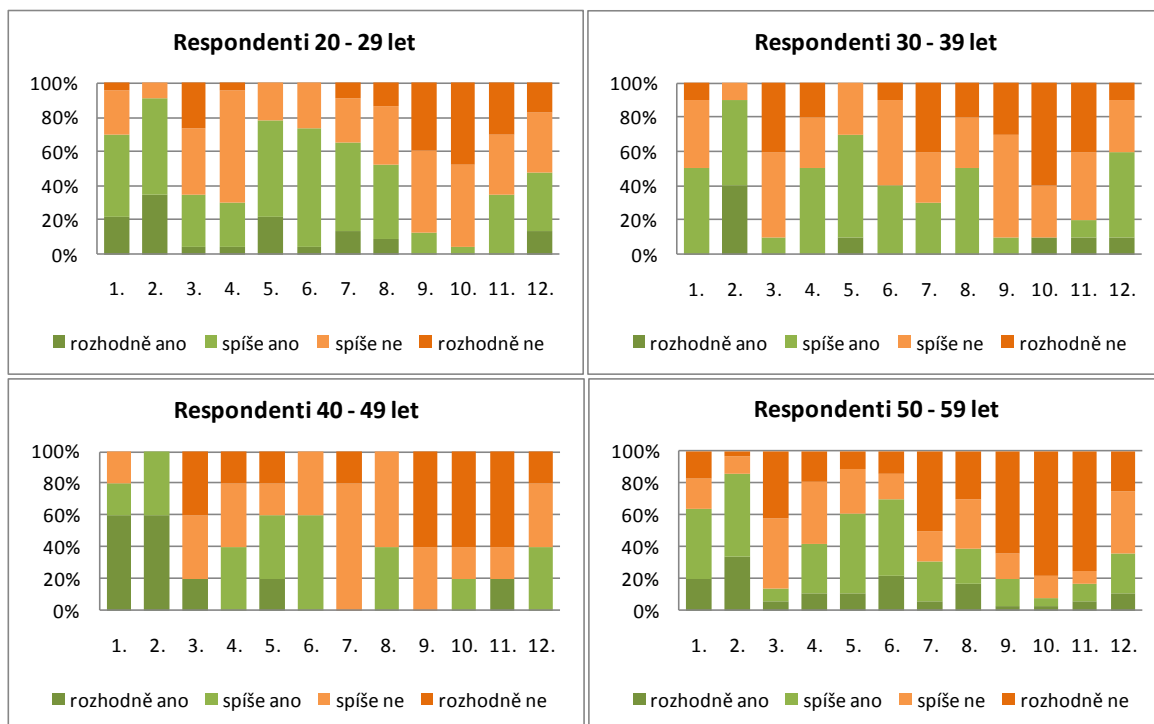 Respondenti 20 - 29 let
100%
80%
60%
40%
20%
0%
1. 2. 3. 4. 5. 6. 7. 8. 9. 10. 11. 12.
rozhodně ano spíše ano spíše ne rozhodně ne
Respondenti 30 - 39 let
100%
80%
60%
40%
20%
0%
1. 2. 3. 4. 5. 6. 7. 8. 9. 10. 11. 12.
rozhodně ano spíše ano spíše ne rozhodně ne
Respondenti 40 - 49 let
100%
80%
60%
40%
20%
0%
1. 2. 3. 4. 5. 6. 7. 8. 9. 10. 11. 12.
rozhodně ano spíše ano spíše ne rozhodně ne
Respondenti 50 - 59 let
100%
80%
60%
40%
20%
0%
1. 2. 3. 4. 5. 6. 7. 8. 9. 10. 11. 12.
rozhodně ano spíše ano spíše ne rozhodně ne